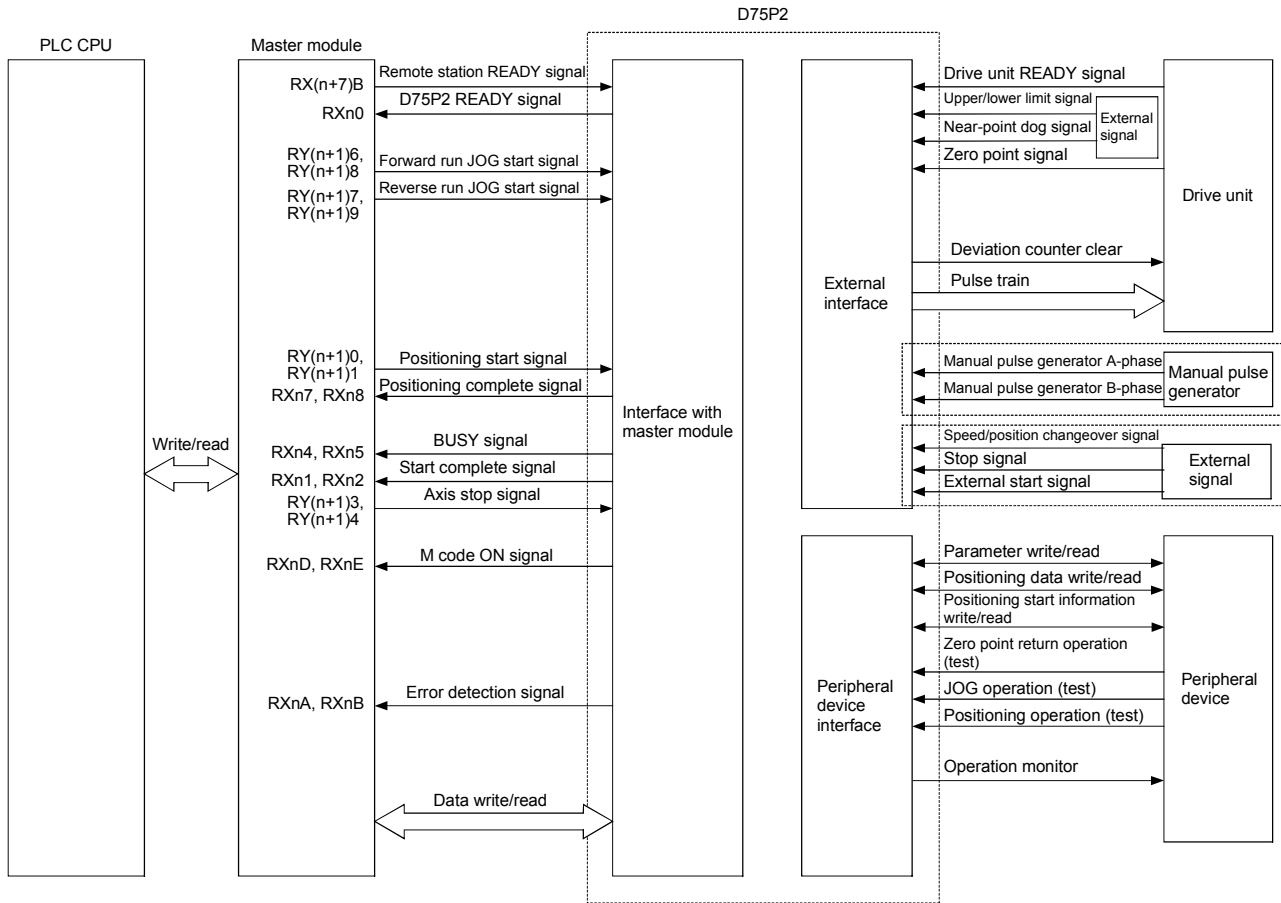 D75P2
PLC CPU
Master module
RX(n+7)B
Remote station READY signal
RXn0
D75P2 READY signal
RY(n+1)6,
RY(n+1)8
Forward run JOG start signal
RY(n+1)7,
RY(n+1)9
Reverse run JOG start signal
RY(n+1)0,
RY(n+1)1
Positioning start signal
RXn7, RXn8
Positioning complete signal
Write/read
RXn4, RXn5
BUSY signal
RXn1, RXn2
Start complete signal
RY(n+1)3,
RY(n+1)4
Axis stop signal
RXnD, RXnE
M code ON signal
RXnA, RXnB
Error detection signal
Data write/read
Interface with
master module
Drive unit READY signal
Upper/lower limit signal
Near-point dog signal
External
signal
Zero point signal
Drive unit
Deviation counter clear
Pulse train
External
interface
Manual pulse generator A-phase
Manual pulse generator B-phase
Manual pulse
generator
Speed/position changeover signal
Stop signal
External start signal
External
signal
Parameter write/read
Positioning data write/read
Positioning start information
write/read
Zero point return operation
(test)
JOG operation (test)
Positioning operation (test)
Operation monitor
Peripheral
device
interface
Peripheral
device